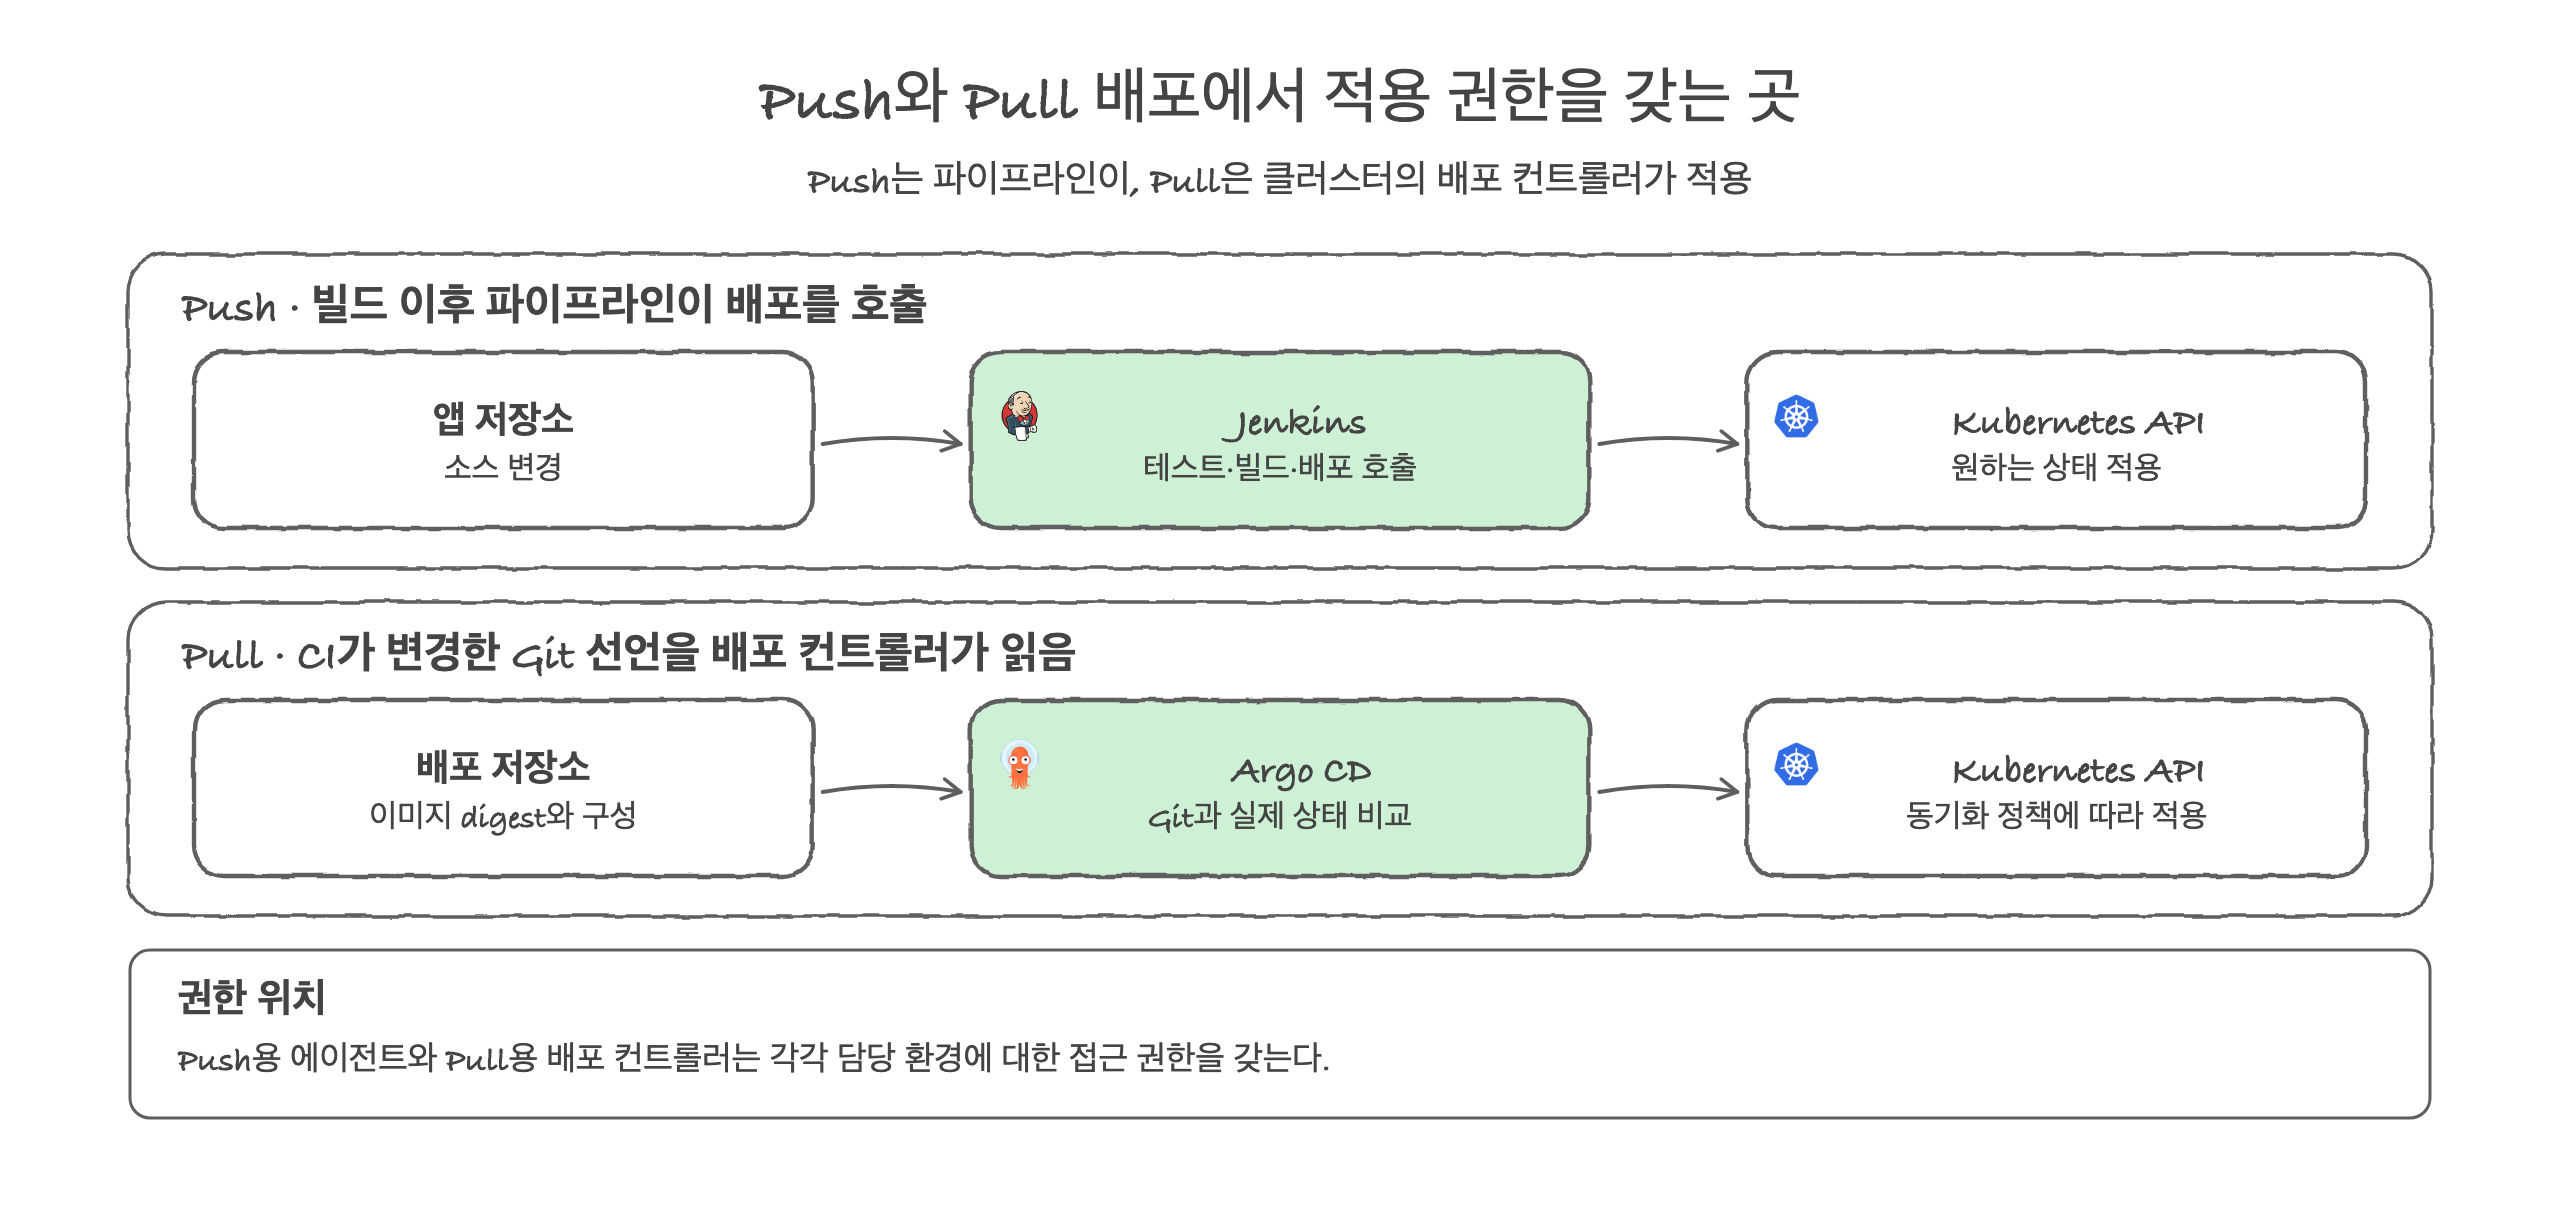 Push와 Pull 배포에서 적용 권한을 갖는 곳
Push는 파이프라인이, Pull은 클러스터의 배포 컨트롤러가 적용
Push · 빌드 이후 파이프라인이 배포를 호출
앱 저장소
소스 변경
Jenkins
테스트·빌드·배포 호출
Kubernetes API
원하는 상태 적용
Pull · CI가 변경한 Git 선언을 배포 컨트롤러가 읽음
배포 저장소
이미지 digest와 구성
Argo CD
Git과 실제 상태 비교
Kubernetes API
동기화 정책에 따라 적용
권한 위치
Push용 에이전트와 Pull용 배포 컨트롤러는 각각 담당 환경에 대한 접근 권한을 갖는다.